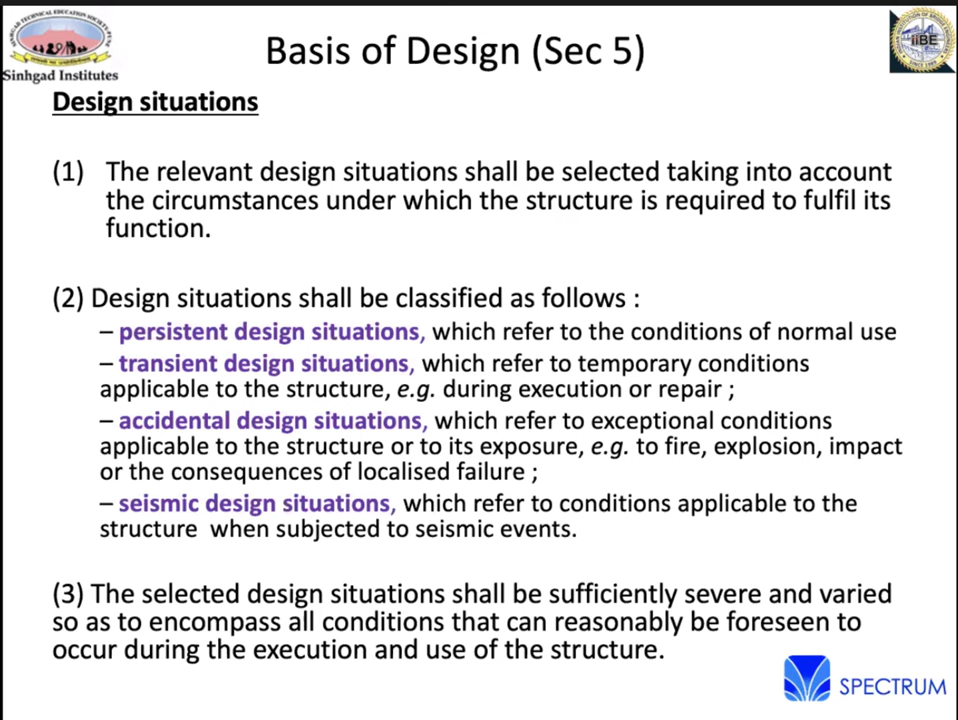 SINHGAD TECHNICAL EDUCATION SOCIETY
Sinhgad Institutes
Basis of Design (Sec 5)
iiBE
SINCE 1989
Design situations
(1) The relevant design situations shall be selected taking into account
the circumstances under which the structure is required to fulfil its
function.
(2) Design situations shall be classified as follows :
– persistent design situations, which refer to the conditions of normal use
– transient design situations, which refer to temporary conditions
applicable to the structure, e.g. during execution or repair ;
– accidental design situations, which refer to exceptional conditions
applicable to the structure or to its exposure, e.g. to fire, explosion, impact
or the consequences of localised failure ;
– seismic design situations, which refer to conditions applicable to the
structure when subjected to seismic events.
(3) The selected design situations shall be sufficiently severe and varied
so as to encompass all conditions that can reasonably be foreseen to
occur during the execution and use of the structure.
SPECTRUM